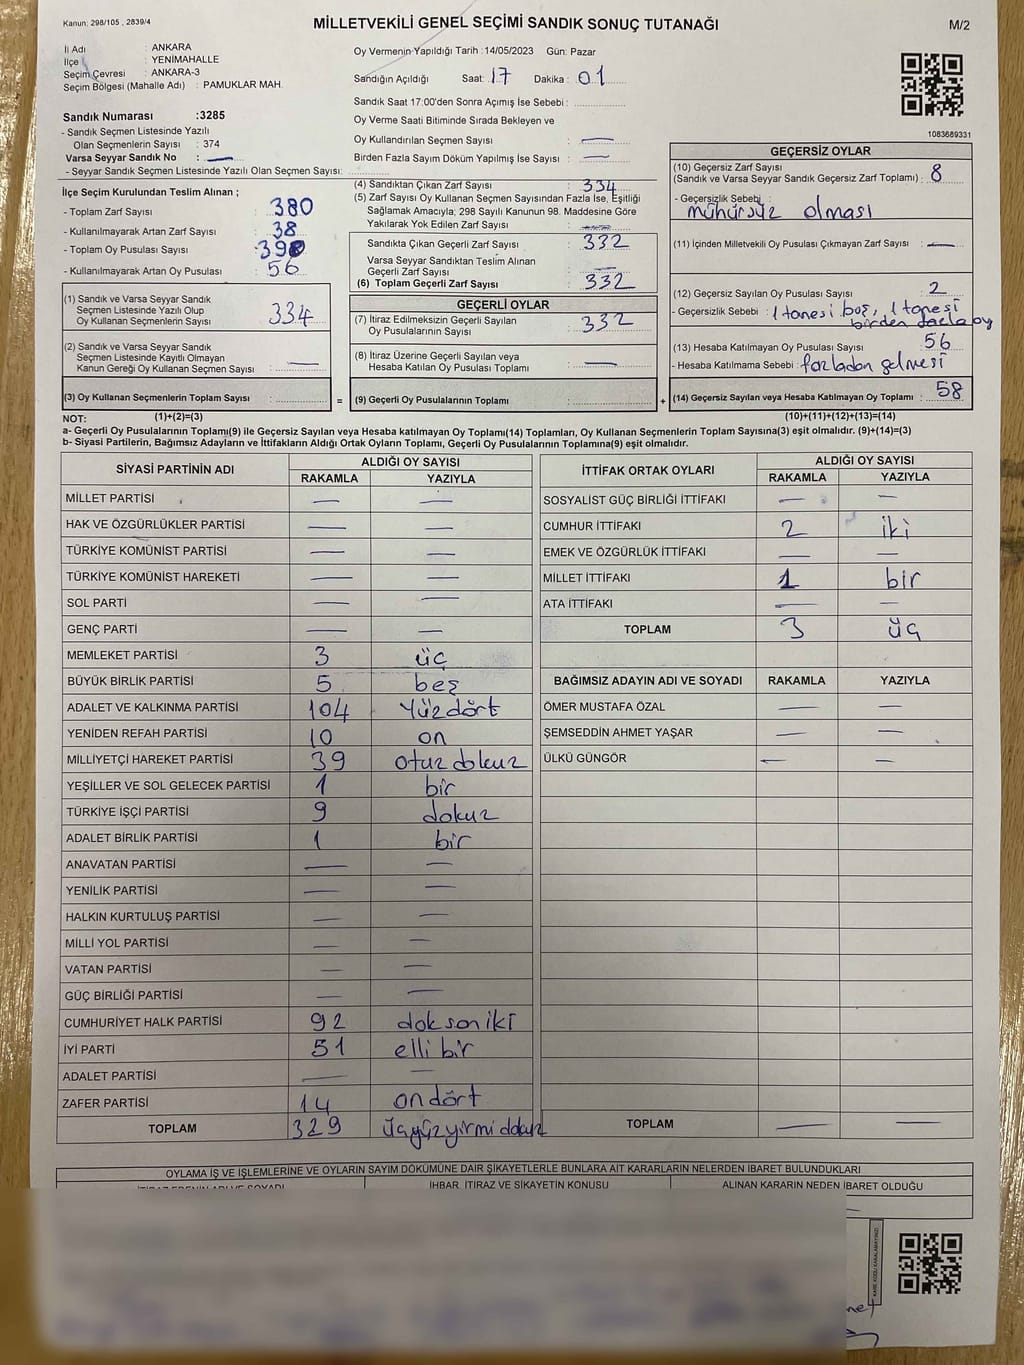 Kanun: 298/105 , 2839/4
MİLLETVEKİLİ GENEL SEÇİMİ SANDIK SONUÇ TUTANAĞI
M/2
İl Adı : ANKARA
İlçe : YENİMAHALLE
Seçim Çevresi : ANKARA-3
Seçim Bölgesi (Mahalle Adı) : PAMUKLAR MAH.
Oy Vermenin Yapıldığı Tarih :14/05/2023 Gün: Pazar
Sandığın Açıldığı Saat: 17 Dakika : 01
Sandık Saat 17:00'den Sonra Açımış İse Sebebi :
Sandık Numarası :3285
- Sandık Seçmen Listesinde Yazılı
Olan Seçmenlerin Sayısı : 374
Varsa Seyyar Sandık No : —
- Seyyar Sandık Seçmen Listesinde Yazılı Olan Seçmen Sayısı:
Oy Verme Saati Bitiminde Sırada Bekleyen ve
Oy Kullandırılan Seçmen Sayısı : —
Birden Fazla Sayım Döküm Yapılmış İse Sayısı : —
1083689331
İlçe Seçim Kurulundan Teslim Alınan ;
- Toplam Zarf Sayısı : 380
- Kullanılmayarak Artan Zarf Sayısı : 38
- Toplam Oy Pusulası Sayısı : 390
- Kullanılmayarak Artan Oy Pusulası : 56
(4) Sandıktan Çıkan Zarf Sayısı : 334
(5) Zarf Sayısı Oy Kullanan Seçmen Sayısından Fazla İse, Eşitliği
Sağlamak Amacıyla; 298 Sayılı Kanunun 98. Maddesine Göre
Yakılarak Yok Edilen Zarf Sayısı :
Sandıkta Çıkan Geçerli Zarf Sayısı : 332
Varsa Seyyar Sandıktan Teslim Alınan
Geçerli Zarf Sayısı : —
(6) Toplam Geçerli Zarf Sayısı : 332
GEÇERSİZ OYLAR
(10) Geçersiz Zarf Sayısı
(Sandık ve Varsa Seyyar Sandık Geçersiz Zarf Toplamı) : 8
- Geçersizlik Sebebi :
mühürsüz olması
(11) İçinden Milletvekili Oy Pusulası Çıkmayan Zarf Sayısı : —
(12) Geçersiz Sayılan Oy Pusulası Sayısı : 2
- Geçersizlik Sebebi : 1 tanesi boş, 1 tanesi
birden fazla oy
(13) Hesaba Katılmayan Oy Pusulası Sayısı : 56
- Hesaba Katılmama Sebebi : fazladan gelmesi
(14) Geçersiz Sayılan veya Hesaba Katılmayan Oy Toplamı : 58
(1) Sandık ve Varsa Seyyar Sandık
Seçmen Listesinde Yazılı Olup
Oy Kullanan Seçmenlerin Sayısı : 334
(2) Sandık ve Varsa Seyyar Sandık
Seçmen Listesinde Kayıtlı Olmayan
Kanun Gereği Oy Kullanan Seçmen Sayısı : —
(3) Oy Kullanan Seçmenlerin Toplam Sayısı : =
GEÇERLİ OYLAR
(7) İtiraz Edilmeksizin Geçerli Sayılan
Oy Pusulalarının Sayısı : 332
(8) İtiraz Üzerine Geçerli Sayılan veya
Hesaba Katılan Oy Pusulası Toplamı : —
(9) Geçerli Oy Pusulalarının Toplamı : +
NOT: (1)+(2)=(3)
(10)+(11)+(12)+(13)=(14)
a- Geçerli Oy Pusulalarının Toplamı(9) ile Geçersiz Sayılan veya Hesaba katılmayan Oy Toplamı(14) Toplamları, Oy Kullanan Seçmenlerin Toplam Sayısına(3) eşit olmalıdır. (9)+(14)=(3)
b- Siyasi Partilerin, Bağımsız Adayların ve İttifakların Aldığı Ortak Oyların Toplamı, Geçerli Oy Pusulalarının Toplamına(9) eşit olmalıdır.
SİYASİ PARTİNİN ADI ALDIĞI OY SAYISI
RAKAMLA YAZIYLA
MİLLET PARTİSİ — —
HAK VE ÖZGÜRLÜKLER PARTİSİ — —
TÜRKİYE KOMÜNİST PARTİSİ — —
TÜRKİYE KOMÜNİST HAREKETİ — —
SOL PARTİ — —
GENÇ PARTİ — —
MEMLEKET PARTİSİ 3 üç
BÜYÜK BİRLİK PARTİSİ 5 beş
ADALET VE KALKINMA PARTİSİ 104 Yüzdört
YENİDEN REFAH PARTİSİ 10 on
MİLLİYETÇİ HAREKET PARTİSİ 39 otuz dokuz
YEŞİLLER VE SOL GELECEK PARTİSİ 1 bir
TÜRKİYE İŞÇİ PARTİSİ 9 dokuz
ADALET BİRLİK PARTİSİ 1 bir
ANAVATAN PARTİSİ — —
YENİLİK PARTİSİ — —
HALKIN KURTULUŞ PARTİSİ — —
MİLLİ YOL PARTİSİ — —
VATAN PARTİSİ — —
GÜÇ BİRLİĞİ PARTİSİ — —
CUMHURİYET HALK PARTİSİ 92 doksan iki
İYİ PARTİ 51 elli bir
ADALET PARTİSİ — —
ZAFER PARTİSİ 14 ondört
TOPLAM 329 üçyüzyirmi dokuz
İTTİFAK ORTAK OYLARI ALDIĞI OY SAYISI
RAKAMLA YAZIYLA
SOSYALİST GÜÇ BİRLİĞİ İTTİFAKI — —
CUMHUR İTTİFAKI 2 iki
EMEK VE ÖZGÜRLÜK İTTİFAKI — —
MİLLET İTTİFAKI 1 bir
ATA İTTİFAKI — —
TOPLAM 3 üç
BAĞIMSIZ ADAYIN ADI VE SOYADI RAKAMLA YAZIYLA
ÖMER MUSTAFA ÖZAL — —
ŞEMSEDDİN AHMET YAŞAR — —
ÜLKÜ GÜNGÖR — —
TOPLAM — —
OYLAMA İŞ VE İŞLEMLERİNE VE OYLARIN SAYIM DÖKÜMÜNE DAİR ŞİKAYETLERLE BUNLARA AİT KARARLARIN NELERDEN İBARET BULUNDUKLARI
İTİRAZ EDENİN ADI VE SOYADI İHBAR, İTİRAZ VE ŞİKAYETİN KONUSU ALINAN KARARIN NEDEN İBARET OLDUĞU
KARE KODU KARALAMAYINIZ!